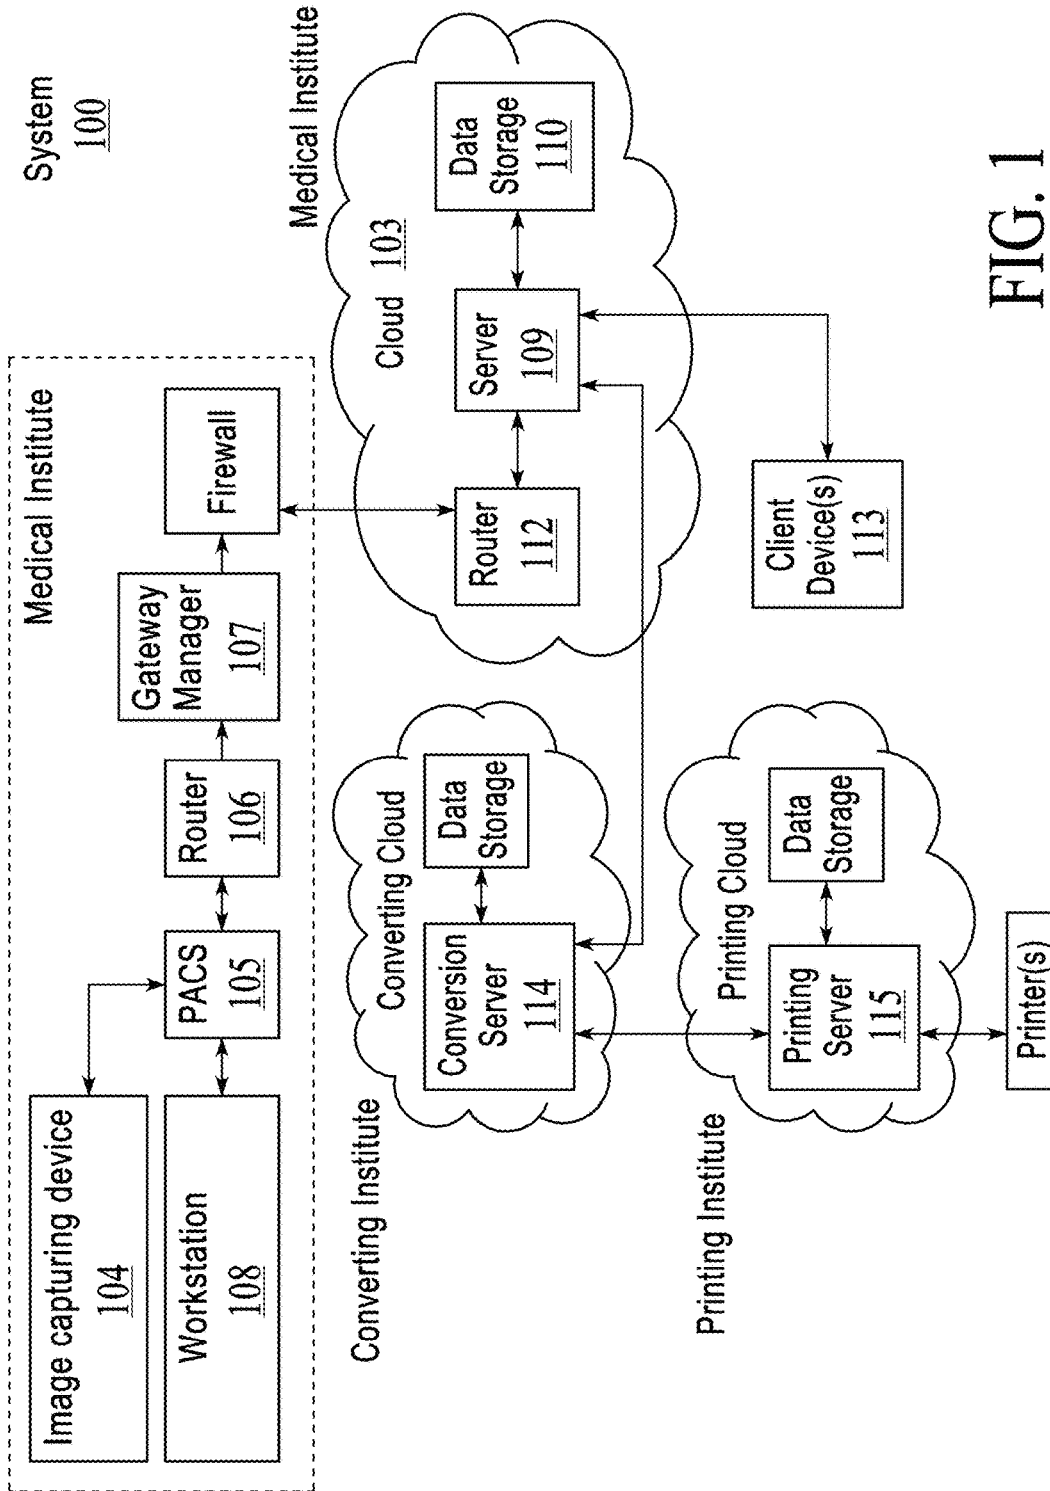 System
100
Medical Institute
Image capturing device
104
Workstation
108
PACS
105
Router
106
Gateway
Manager
107
Firewall
Medical Institute
Cloud 103
Router
112
Server
109
Data
Storage
110
Converting Institute
Converting Cloud
Conversion
Server
114
Data
Storage
Client
Device(s)
113
Printing Institute
Printing Cloud
Printing
Server
115
Data
Storage
Printer(s)
FIG. 1